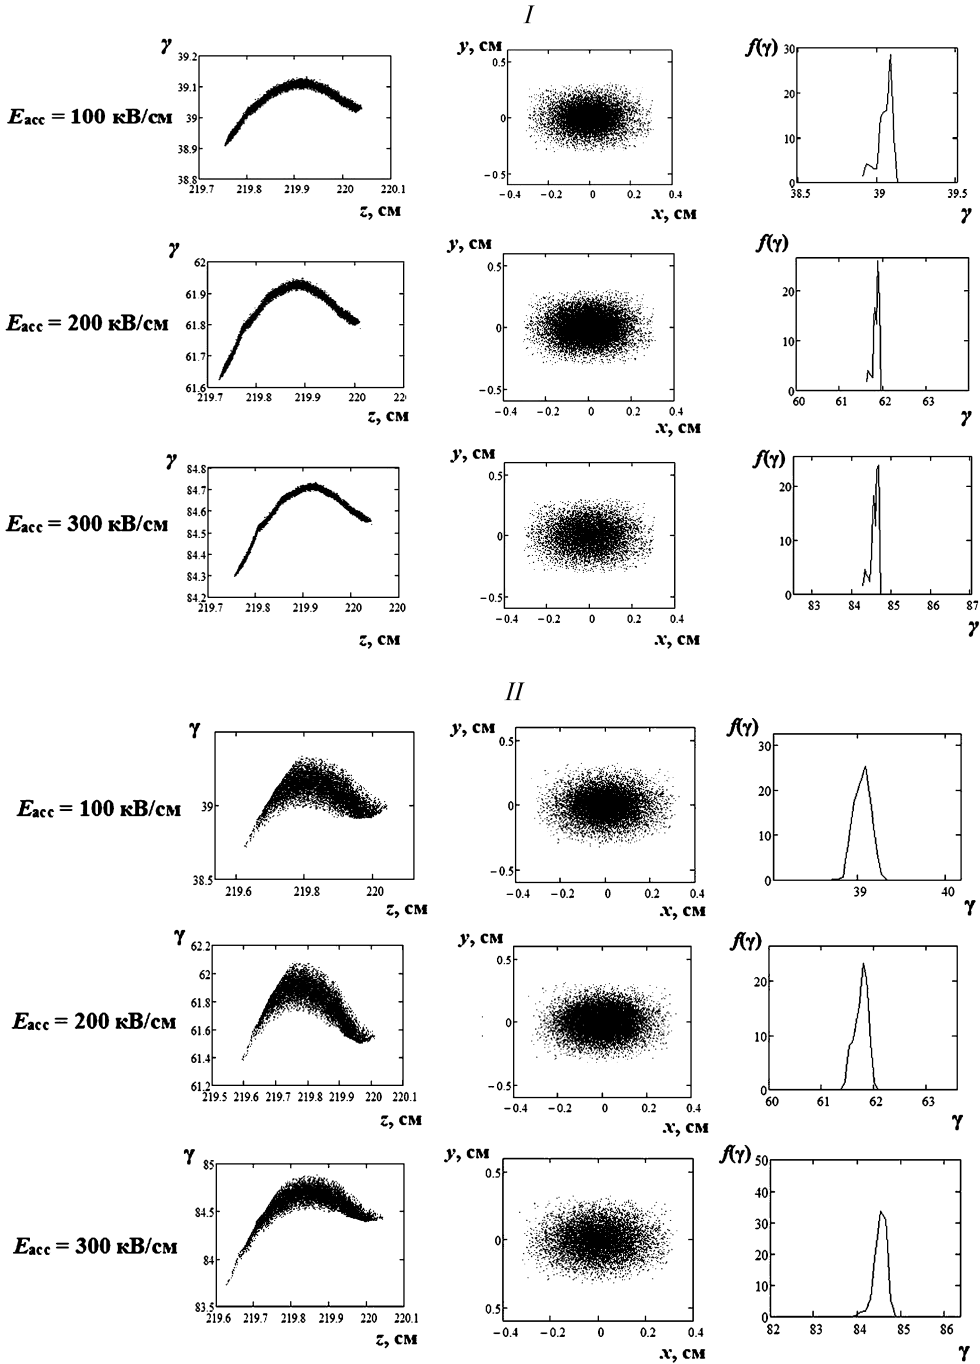 I
γ
39.2
39.1
39
38.9
38.8
219.7 219.8 219.9 220 220.1
z, см
Eacc = 100 кВ/см
y, см
0.5
0
−0.5
−0.4 −0.2 0 0.2 0.4
x, см
f(γ)
30
20
10
0
38.5 39 39.5
γ
γ
62
61.9
61.8
61.7
61.6
219.7 219.8 219.9 220 20
z, см
Eacc = 200 кВ/см
y, см
0.5
0
−0.5
−0.4 −0.2 0 0.2 0.4
x, см
f(γ)
20
10
0
60 61 62 63
γ
γ
84.8
84.7
84.6
84.5
84.4
84.3
84.2
219.7 219.8 219.9 220 220
z, см
Eacc = 300 кВ/см
y, см
0.5
0
−0.5
−0.4 −0.2 0 0.2 0.4
x, см
f(γ)
20
10
0
83 84 85 86 87
γ
II
γ
39
38.5
219.6 219.8 220
z, см
Eacc = 100 кВ/см
y, см
0.5
0
−0.5
−0.4 −0.2 0 0.2 0.4
x, см
f(γ)
30
20
10
0
39 40
γ
γ
62.2
62
61.8
61.6
61.4
61.2
219.5 219.6 219.7 219.8 219.9 220 220.1
z, см
Eacc = 200 кВ/см
y, см
0.5
0
−0.5
−0.4 −0.2 0 0.2 0.4
x, см
f(γ)
20
10
0
60 61 62 63
γ
γ
85
84.5
84
83.5
219.6 219.7 219.8 219.9 220 220.1
z, см
Eacc = 300 кВ/см
y, см
0.5
0
0.5
−0.4 −0.2 0 0.2 0.4
x, см
f(γ)
50
40
30
20
10
0
82 83 84 85 86
γ